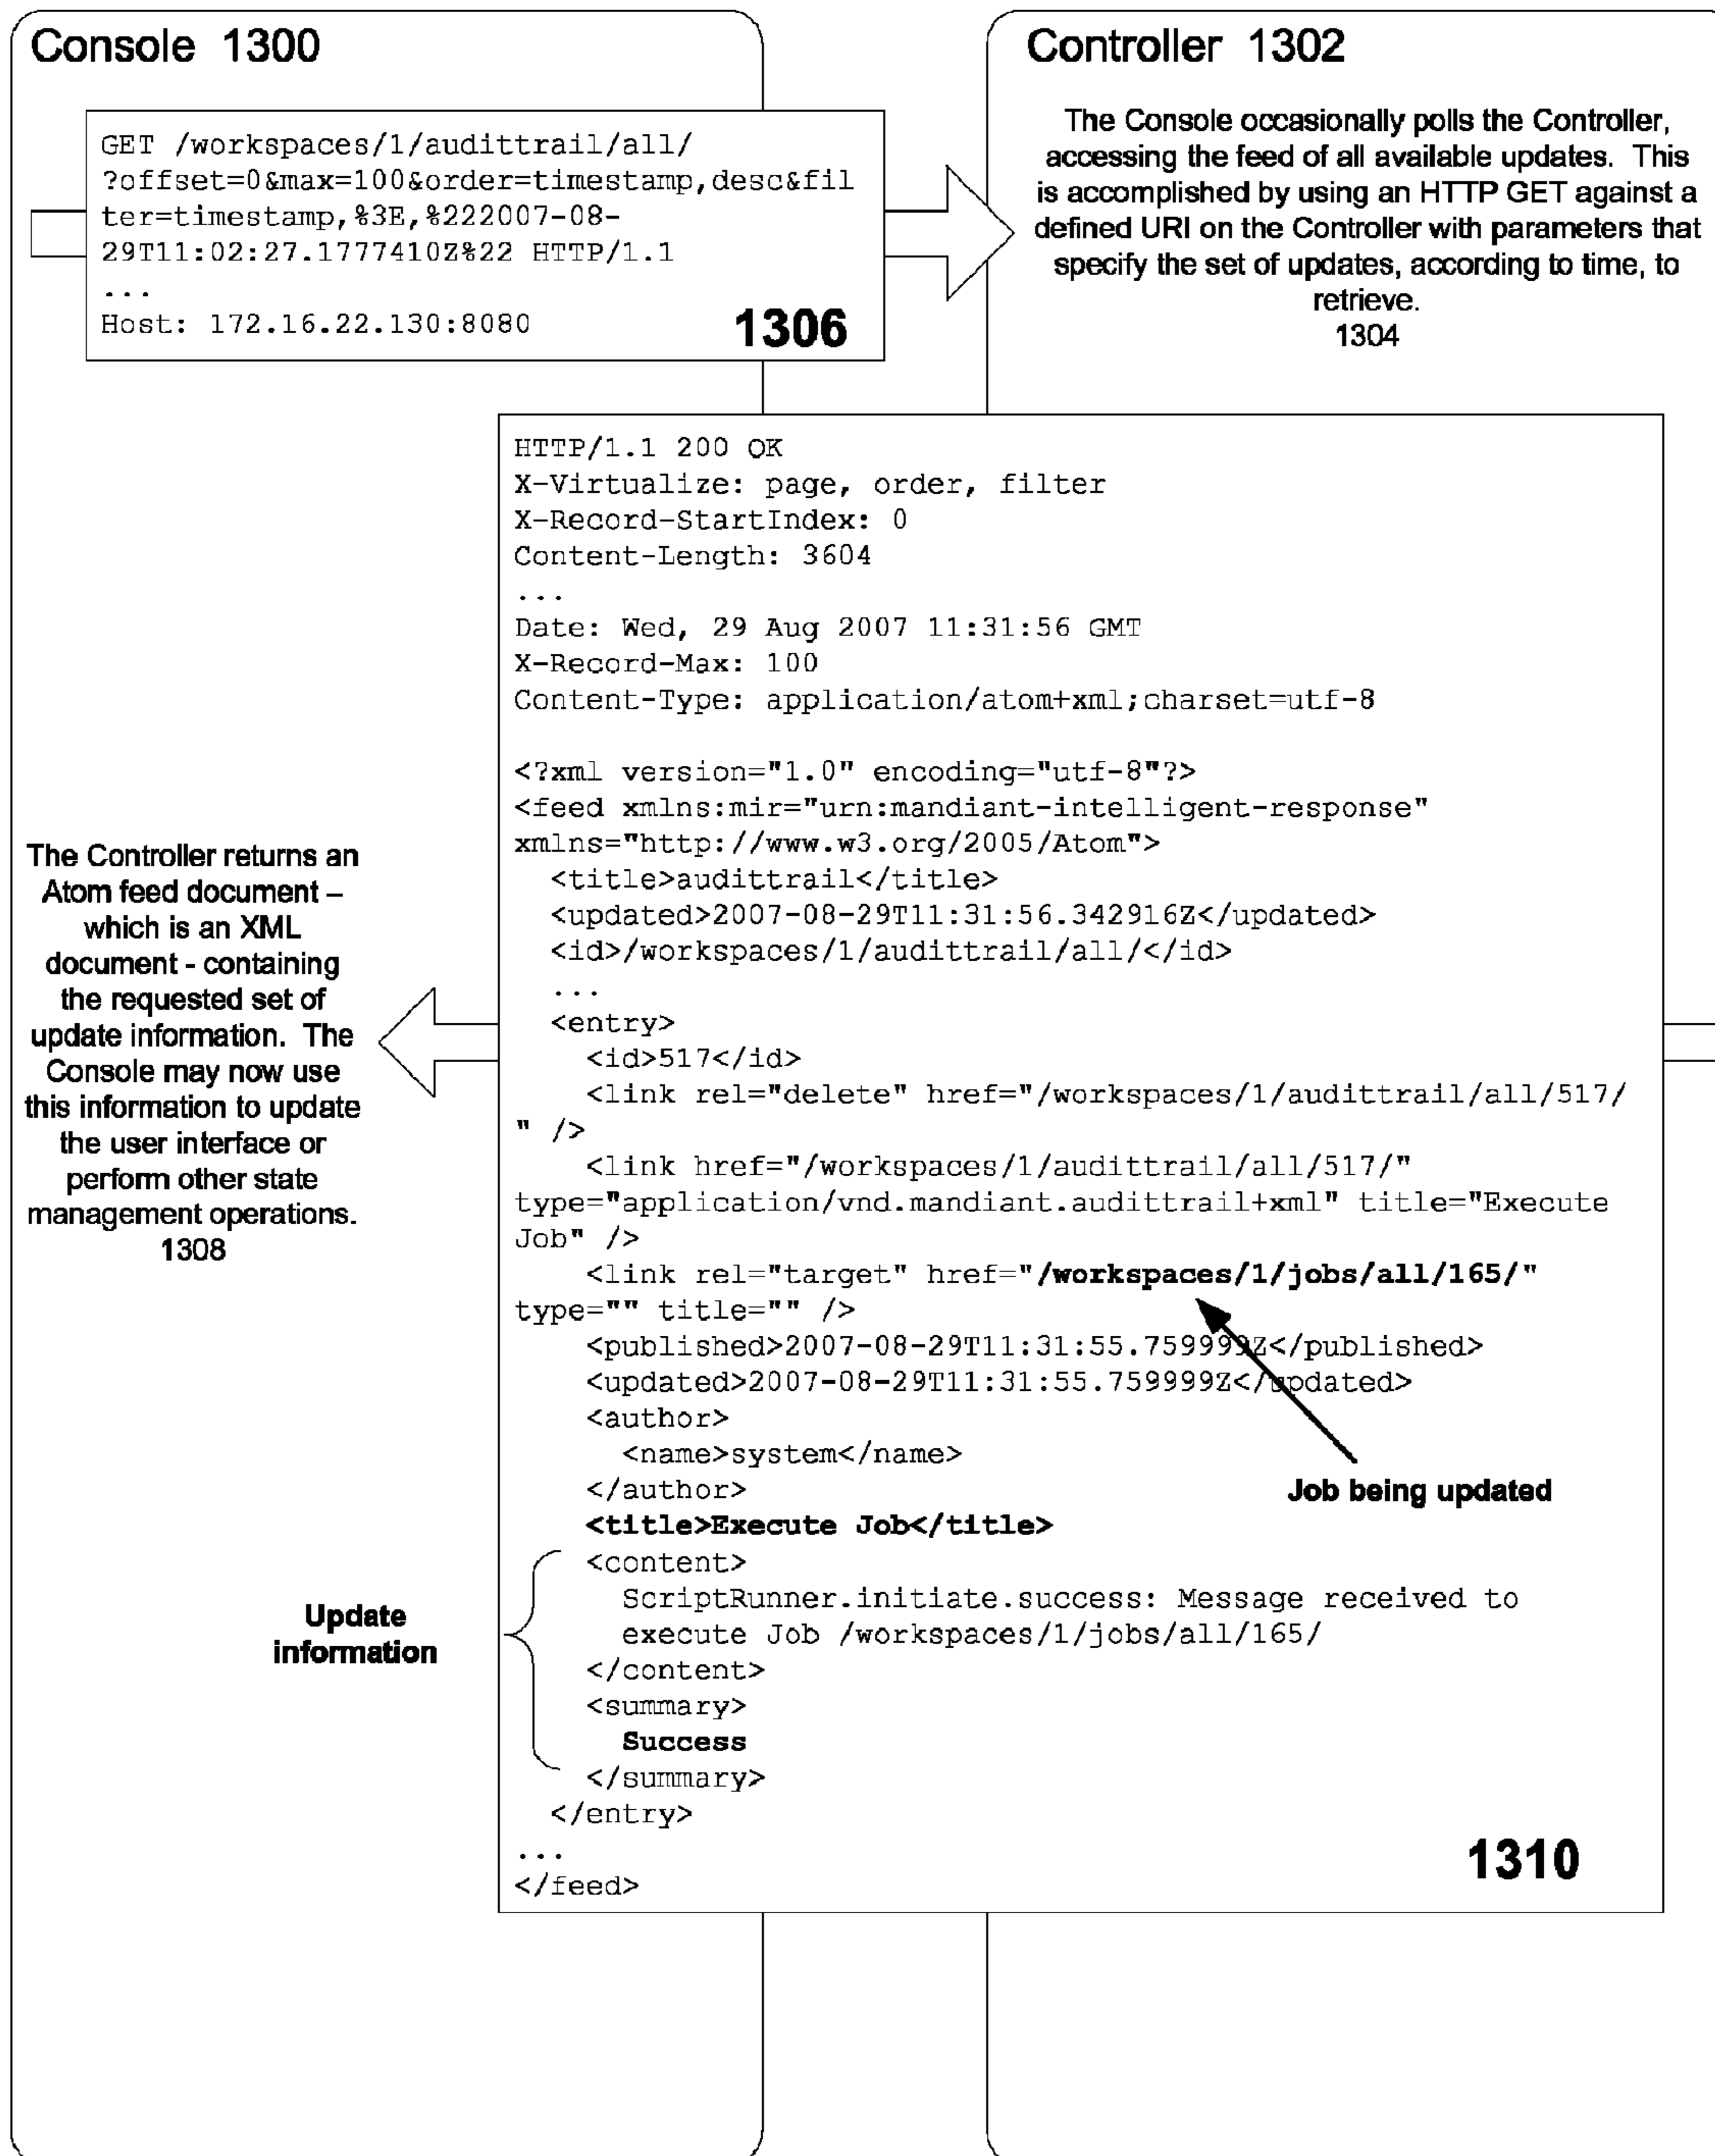 Console 1300
Controller 1302
GET /workspaces/1/audittrail/all/
?offset=0&max=100&order=timestamp,desc&fil
ter=timestamp,%3E,%222007-08-
29T11:02:27.1777410Z%22 HTTP/1.1
...
Host: 172.16.22.130:8080
1306
The Console occasionally polls the Controller,
accessing the feed of all available updates. This
is accomplished by using an HTTP GET against a
defined URI on the Controller with parameters that
specify the set of updates, according to time, to
retrieve.
1304
HTTP/1.1 200 OK
X-Virtualize: page, order, filter
X-Record-StartIndex: 0
Content-Length: 3604
...
Date: Wed, 29 Aug 2007 11:31:56 GMT
X-Record-Max: 100
Content-Type: application/atom+xml;charset=utf-8
<?xml version="1.0" encoding="utf-8"?>
<feed xmlns:mir="urn:mandiant-intelligent-response"
xmlns="http://www.w3.org/2005/Atom">
<title>audittrail</title>
<updated>2007-08-29T11:31:56.342916Z</updated>
<id>/workspaces/1/audittrail/all/</id>
...
<entry>
<id>517</id>
<link rel="delete" href="/workspaces/1/audittrail/all/517/
" />
<link href="/workspaces/1/audittrail/all/517/"
type="application/vnd.mandiant.audittrail+xml" title="Execute
Job" />
<link rel="target" href="/workspaces/1/jobs/all/165/"
type="" title="" />
<published>2007-08-29T11:31:55.759999Z</published>
<updated>2007-08-29T11:31:55.759999Z</updated>
<author>
<name>system</name>
</author>
<title>Execute Job</title>
<content>
ScriptRunner.initiate.success: Message received to
execute Job /workspaces/1/jobs/all/165/
</content>
<summary>
Success
</summary>
</entry>
...
</feed>
1310
The Controller returns an
Atom feed document –
which is an XML
document - containing
the requested set of
update information. The
Console may now use
this information to update
the user interface or
perform other state
management operations.
1308
Job being updated
Update
information